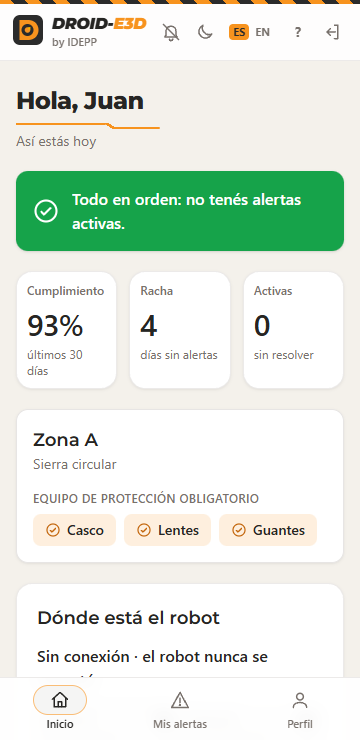 DROID-E3D
by IDEPP
ES EN ?
Hola, Juan
Así estás hoy
Todo en orden: no tenés alertas
activas.
Cumplimiento Racha Activas
93% 4 0
últimos 30 días sin alertas sin resolver
días
Zona A
Sierra circular
EQUIPO DE PROTECCIÓN OBLIGATORIO
Casco Lentes Guantes
Dónde está el robot
Sin conexión · el robot nunca se
Inicio Mis alertas Perfil